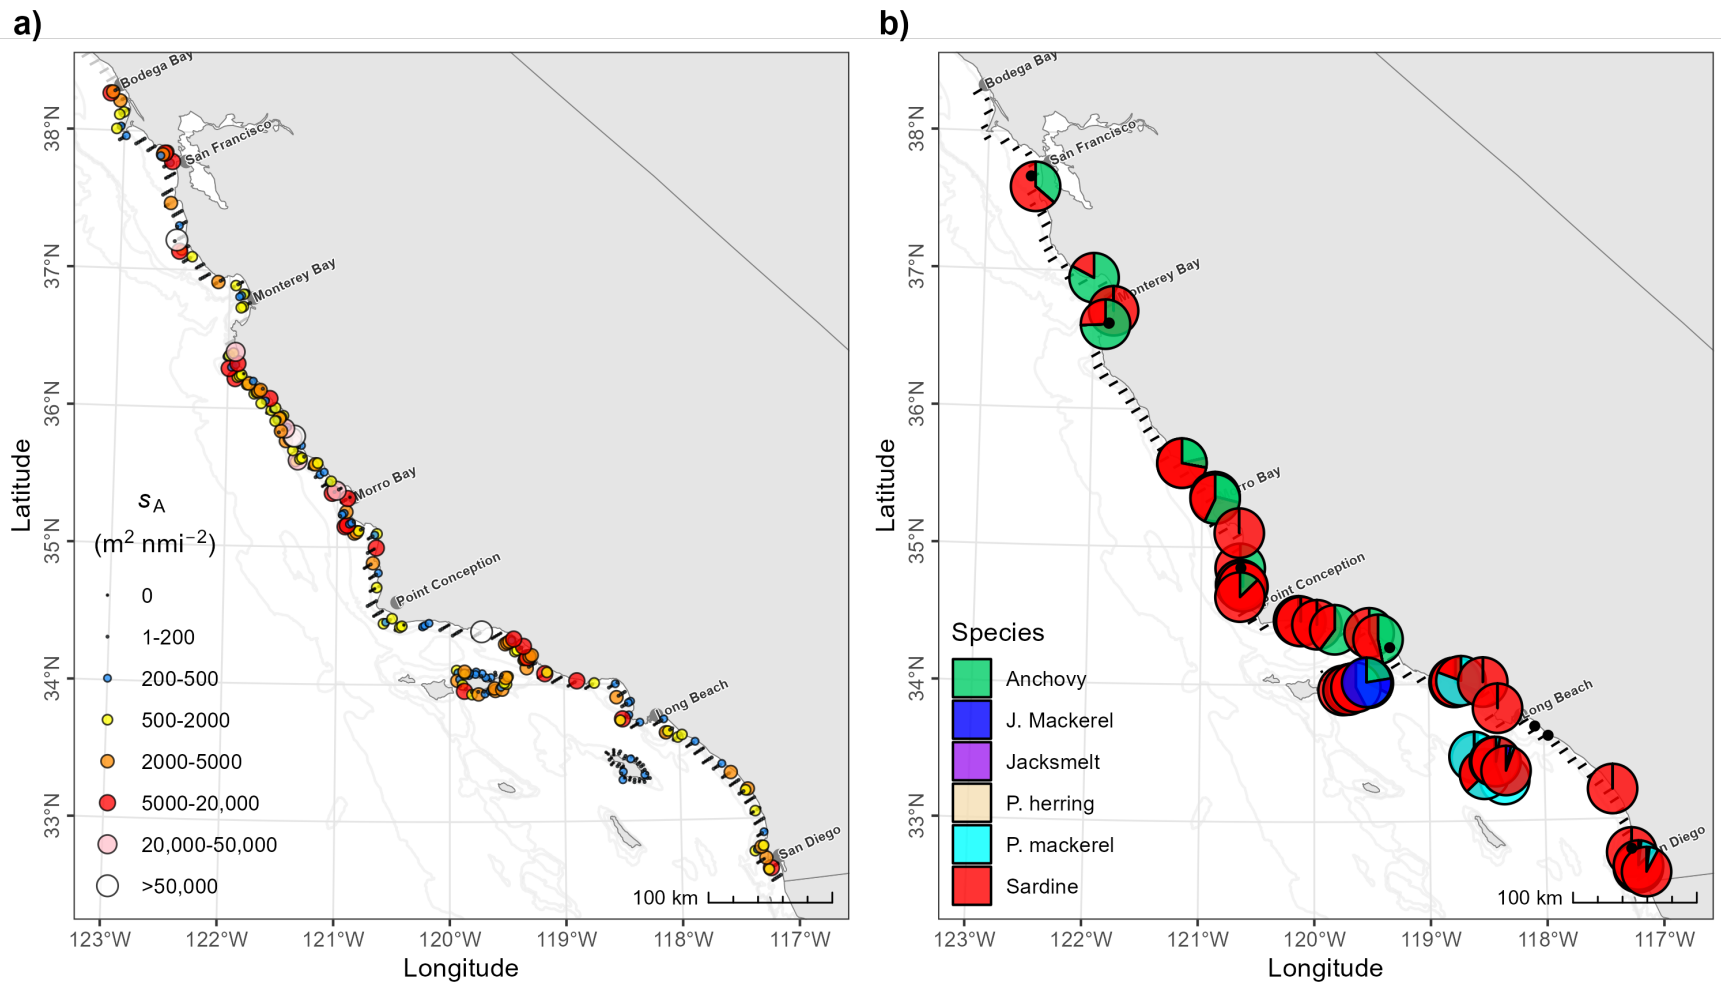 a)
Bodega Bay
San Francisco
Monterey Bay
Morro Bay
Point Conception
Long Beach
San Diego
38°N
37°N
36°N
35°N
34°N
33°N
Latitude
sA
(m² nmi⁻²)
0
1-200
200-500
500-2000
2000-5000
5000-20,000
20,000-50,000
>50,000
100 km
123°W
122°W
121°W
120°W
119°W
118°W
117°W
Longitude
b)
Bodega Bay
San Francisco
Monterey Bay
rro Bay
Point Conception
Long Beach
n Diego
38°N
37°N
36°N
35°N
34°N
33°N
Latitude
Species
Anchovy
J. Mackerel
Jacksmelt
P. herring
P. mackerel
Sardine
100 km
123°W
122°W
121°W
120°W
119°W
118°W
117°W
Longitude